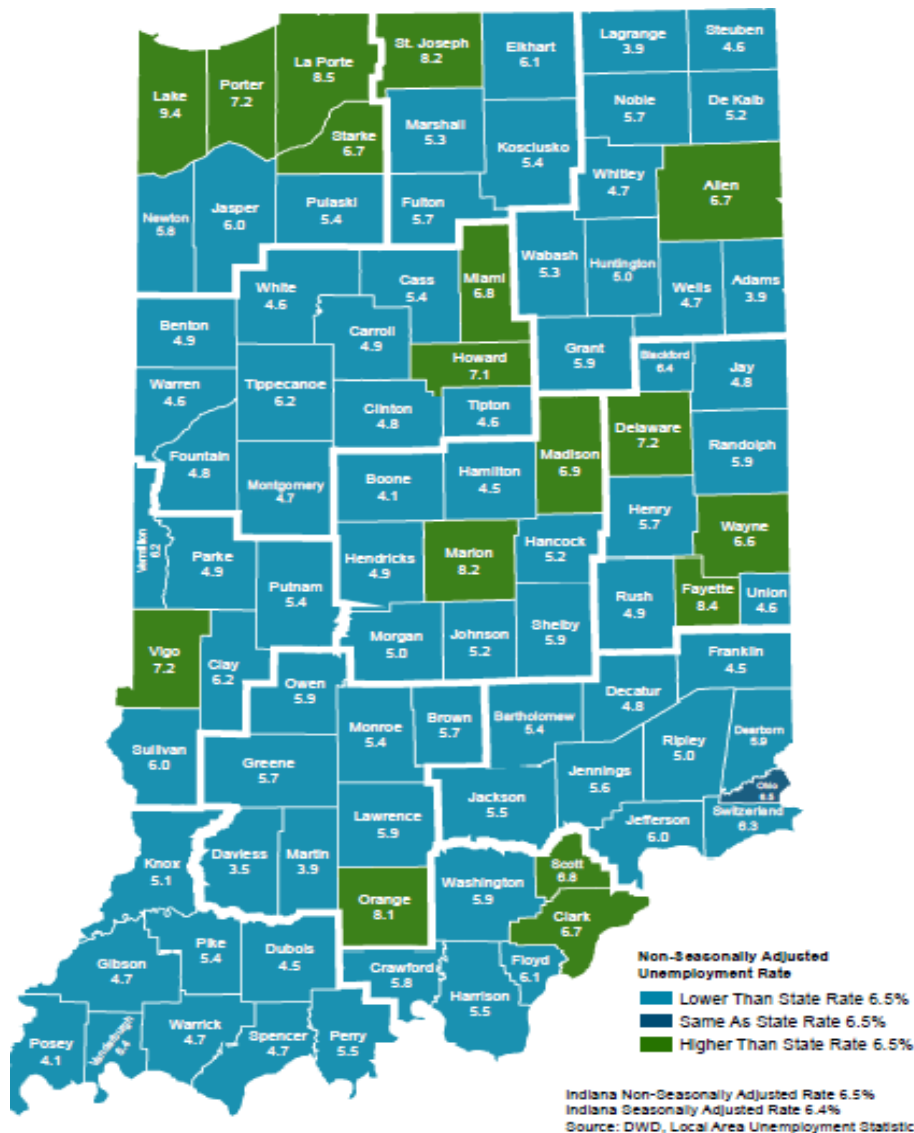 St. Joseph
8.2
Elkhart
6.1
Lagrange
3.9
Steuben
4.6
La Porte
8.5
Porter
7.2
Lake
9.4
Noble
5.7
De Kalb
5.2
Marshall
5.3
Starke
6.7
Kosciusko
5.4
Whitley
4.7
Allen
6.7
Newton
5.8
Jasper
6.0
Pulaski
5.4
Fulton
5.7
Wabash
5.3
Huntington
5.0
Wells
4.7
Adams
3.9
White
4.6
Cass
5.4
Miami
6.8
Benton
4.9
Carroll
4.9
Howard
7.1
Grant
5.9
Blackford
6.4
Jay
4.8
Warren
4.6
Tippecanoe
6.2
Clinton
4.8
Tipton
4.6
Madison
6.9
Delaware
7.2
Randolph
5.9
Fountain
4.8
Montgomery
4.7
Boone
4.1
Hamilton
4.5
Henry
5.7
Wayne
6.6
Vermillion
6.2
Parke
4.9
Putnam
5.4
Hendricks
4.9
Marion
8.2
Hancock
5.2
Rush
4.9
Fayette
8.4
Union
4.6
Vigo
7.2
Clay
6.2
Morgan
5.0
Johnson
5.2
Shelby
5.9
Franklin
4.5
Owen
5.9
Monroe
5.4
Brown
5.7
Bartholomew
5.4
Decatur
4.8
Ripley
5.0
Dearborn
5.9
Sullivan
6.0
Greene
5.7
Jennings
5.6
Ohio
6.5
Switzerland
6.3
Jackson
5.5
Jefferson
6.0
Lawrence
5.9
Knox
5.1
Daviess
3.5
Martin
3.9
Orange
8.1
Washington
5.9
Scott
6.8
Clark
6.7
Gibson
4.7
Pike
5.4
Dubois
4.5
Crawford
5.8
Harrison
5.5
Floyd
6.1
Posey
4.1
Vanderburgh
5.4
Warrick
4.7
Spencer
4.7
Perry
5.5
Non-Seasonally Adjusted
Unemployment Rate
Lower Than State Rate 6.5%
Same As State Rate 6.5%
Higher Than State Rate 6.5%
Indiana Non-Seasonally Adjusted Rate 6.5%
Indiana Seasonally Adjusted Rate 6.4%
Source: DWD, Local Area Unemployment Statistic